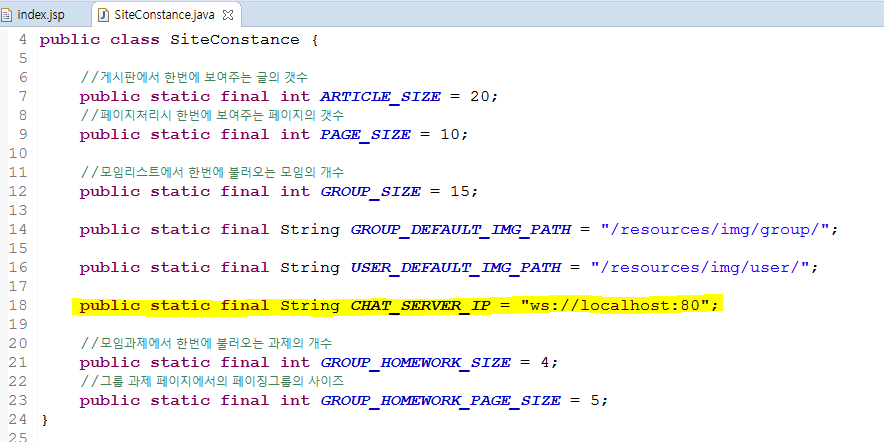 index.jsp SiteConstance.java
4 public class SiteConstance {
5
6 //게시판에서 한번에 보여주는 글의 갯수
7 public static final int ARTICLE_SIZE = 20;
8 //페이지처리시 한번에 보여주는 페이지의 갯수
9 public static final int PAGE_SIZE = 10;
10
11 //모임리스트에서 한번에 불러오는 모임의 개수
12 public static final int GROUP_SIZE = 15;
13
14 public static final String GROUP_DEFAULT_IMG_PATH = "/resources/img/group/";
15
16 public static final String USER_DEFAULT_IMG_PATH = "/resources/img/user/";
17
18 public static final String CHAT_SERVER_IP = "ws://localhost:80";
19
20 //모임과제에서 한번에 불러오는 과제의 개수
21 public static final int GROUP_HOMEWORK_SIZE = 4;
22 //그룹 과제 페이지에서의 페이징그룹의 사이즈
23 public static final int GROUP_HOMEWORK_PAGE_SIZE = 5;
24 }
25